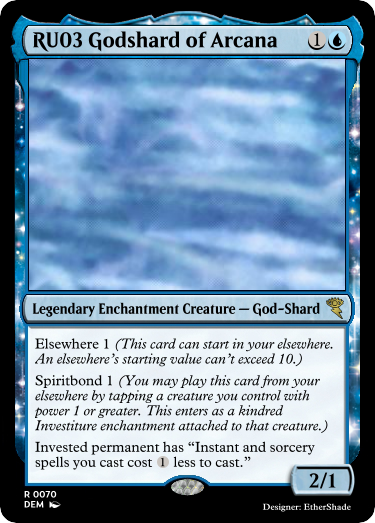 RU03 Godshard of Arcana 1
Legendary Enchantment Creature — God-Shard
Elsewhere 1 (This card can start in your elsewhere.
An elsewhere's starting value can't exceed 10.)
Spiritbond 1 (You may play this card from your
elsewhere by tapping a creature you control with
power 1 or greater. This enters as a kindred
Investiture enchantment attached to that creature.)
Invested permanent has “Instant and sorcery
spells you cast cost 1 less to cast.”
2/1
R 0070
DEM
Designer: EtherShade